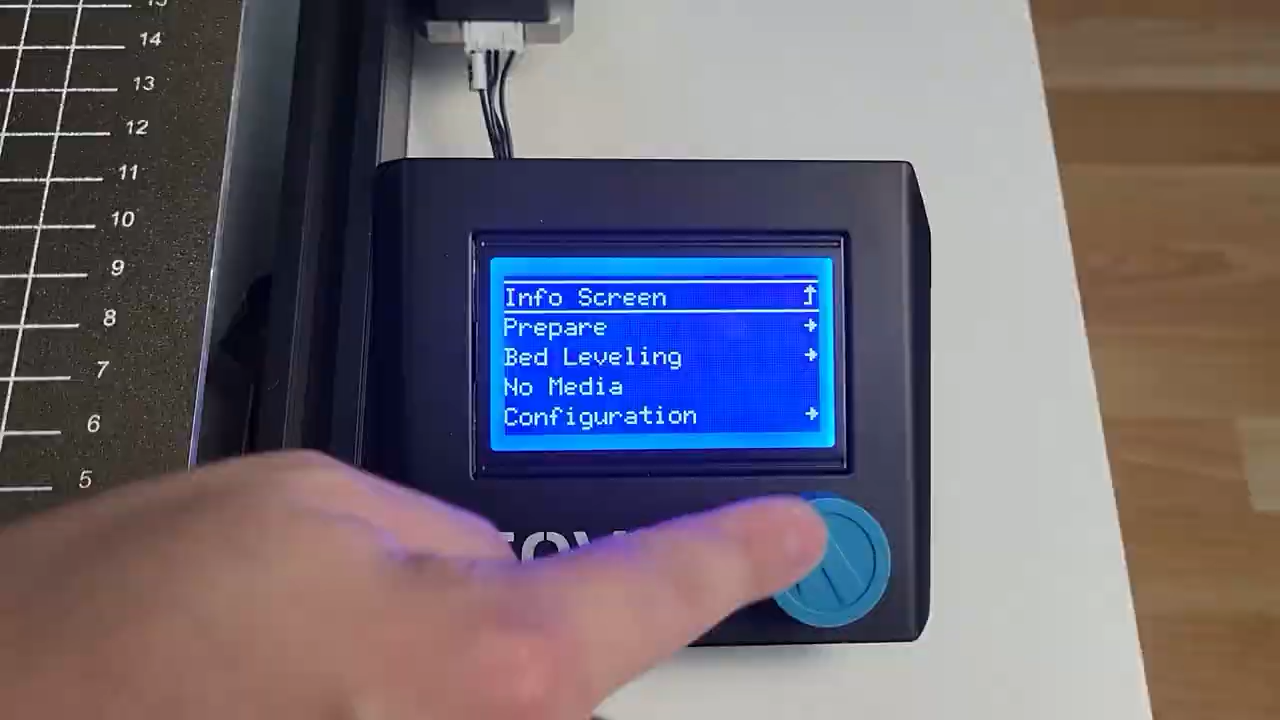 14
13
12
11
10
9
8
7
6
5
Info Screen
Prepare
Bed Leveling
No Media
Configuration